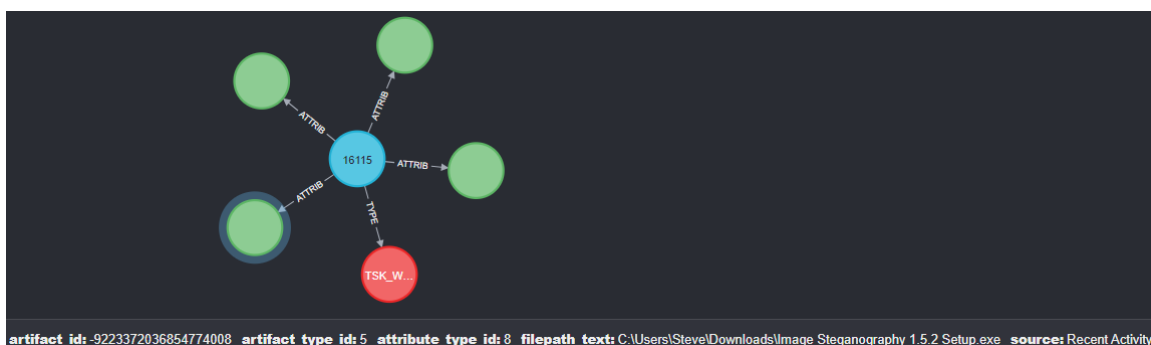 ATTRIB
ATTRIB
16115
ATTRIB
ATTRIB
TYPE
TSK_W...
artifact_id: -9223372036854774008 artifact_type_id: 5 attribute_type_id: 8 filepath_text: C:\Users\Steve\Downloads\Image Steganography 1.5.2 Setup.exe source: Recent Activity